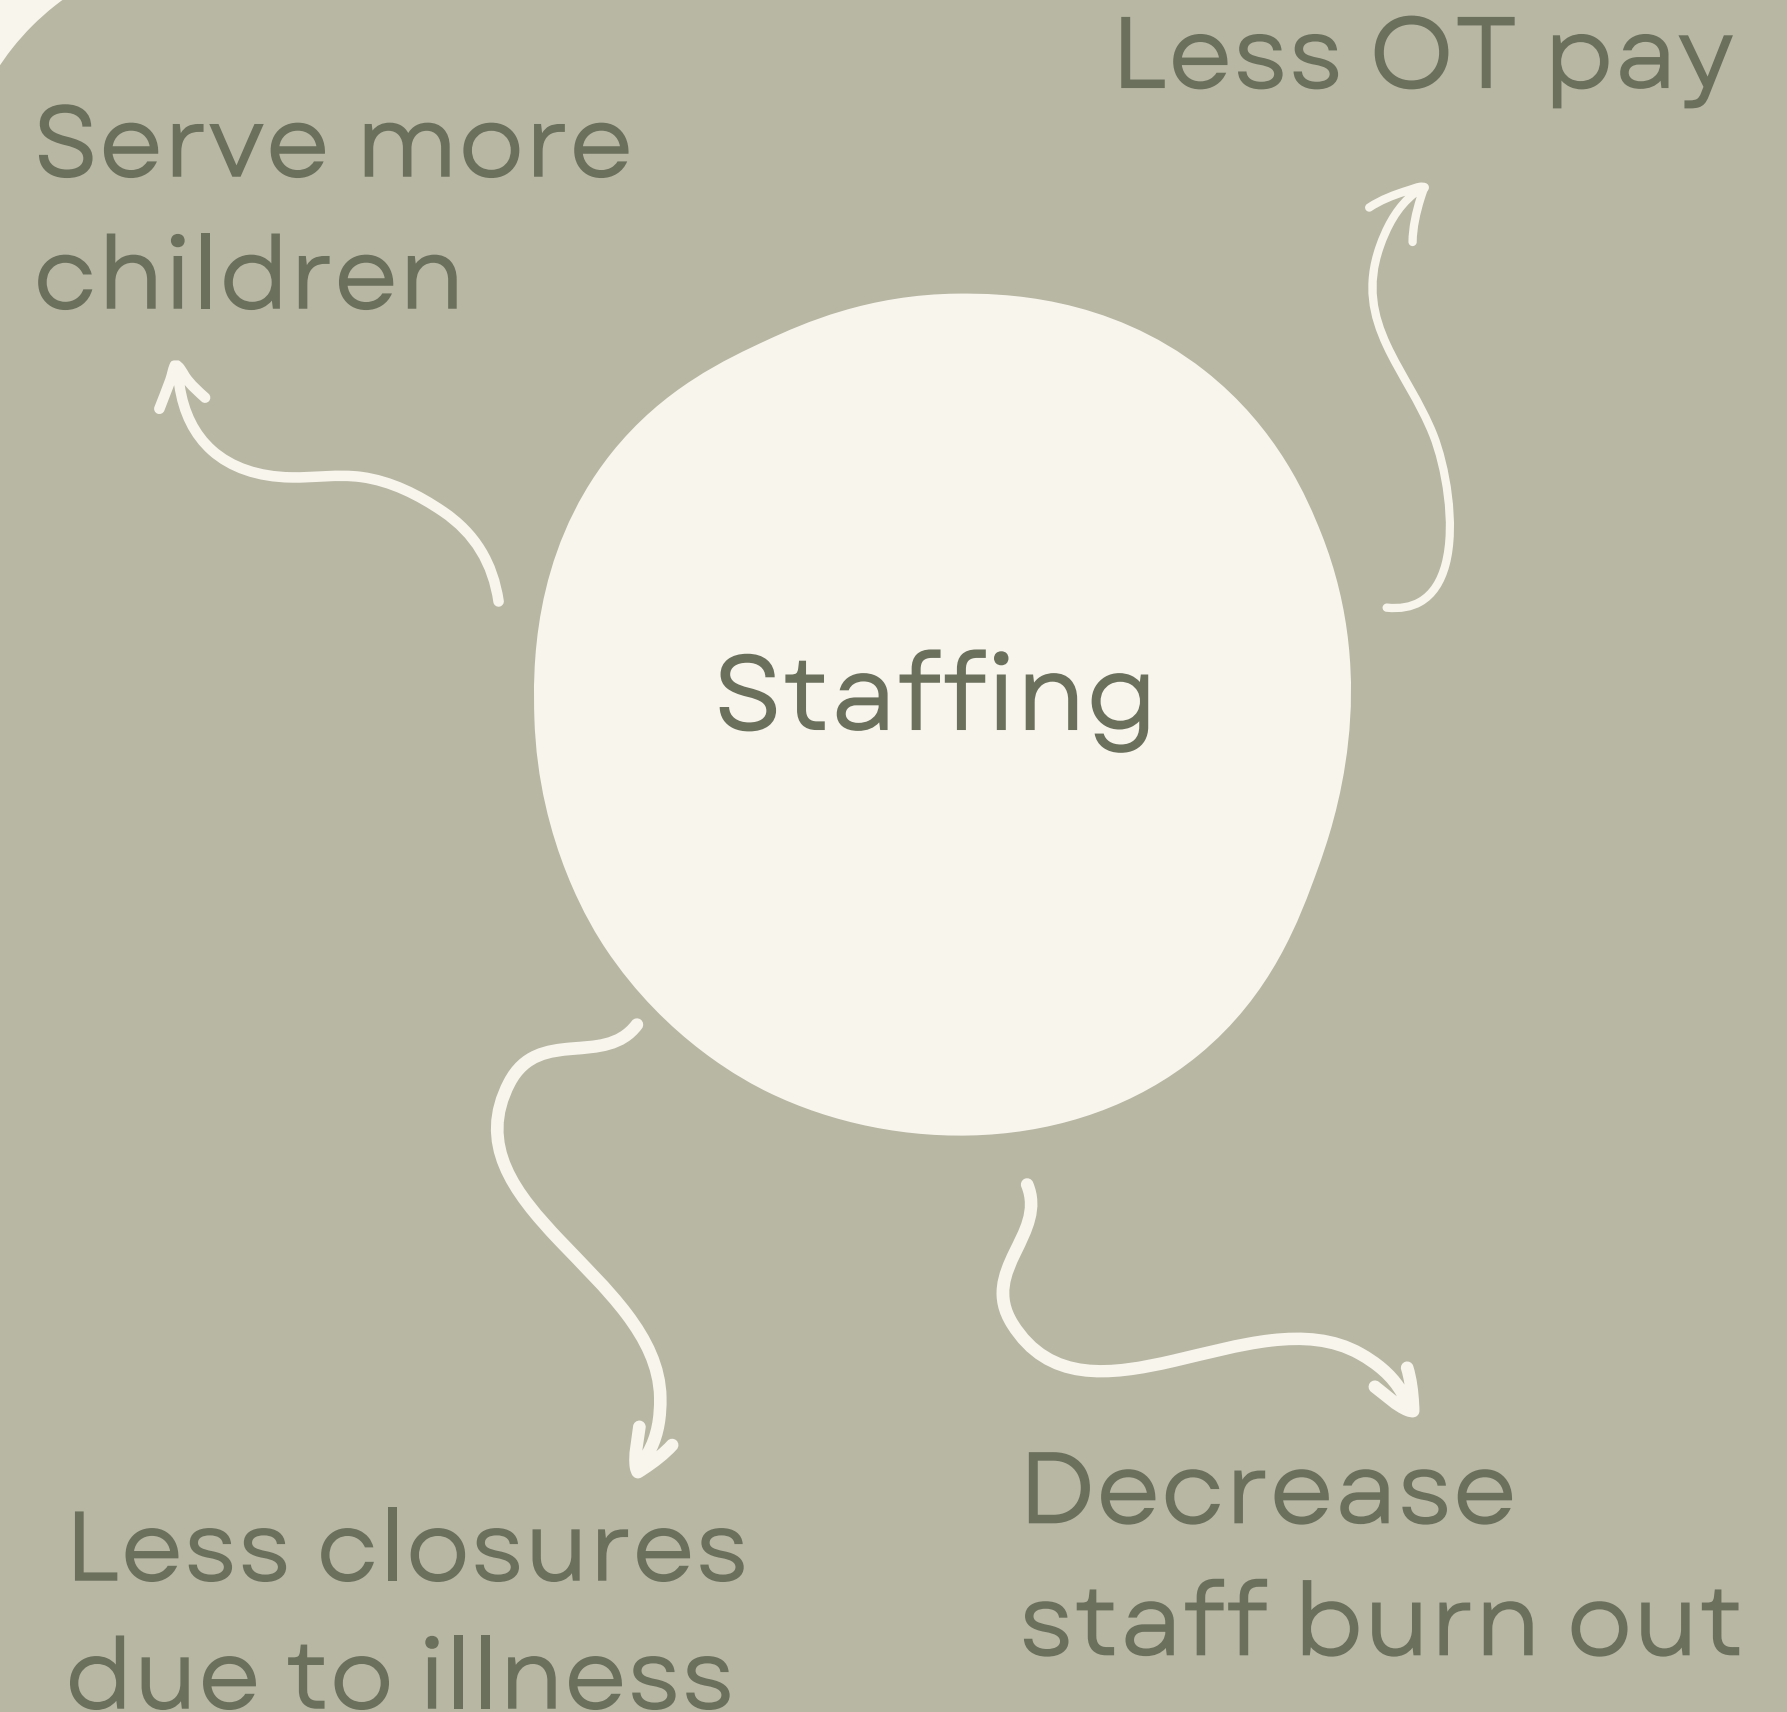 Less OT pay
Serve more
children
Staffing
Less closures
due to illness
Decrease
staff burn out